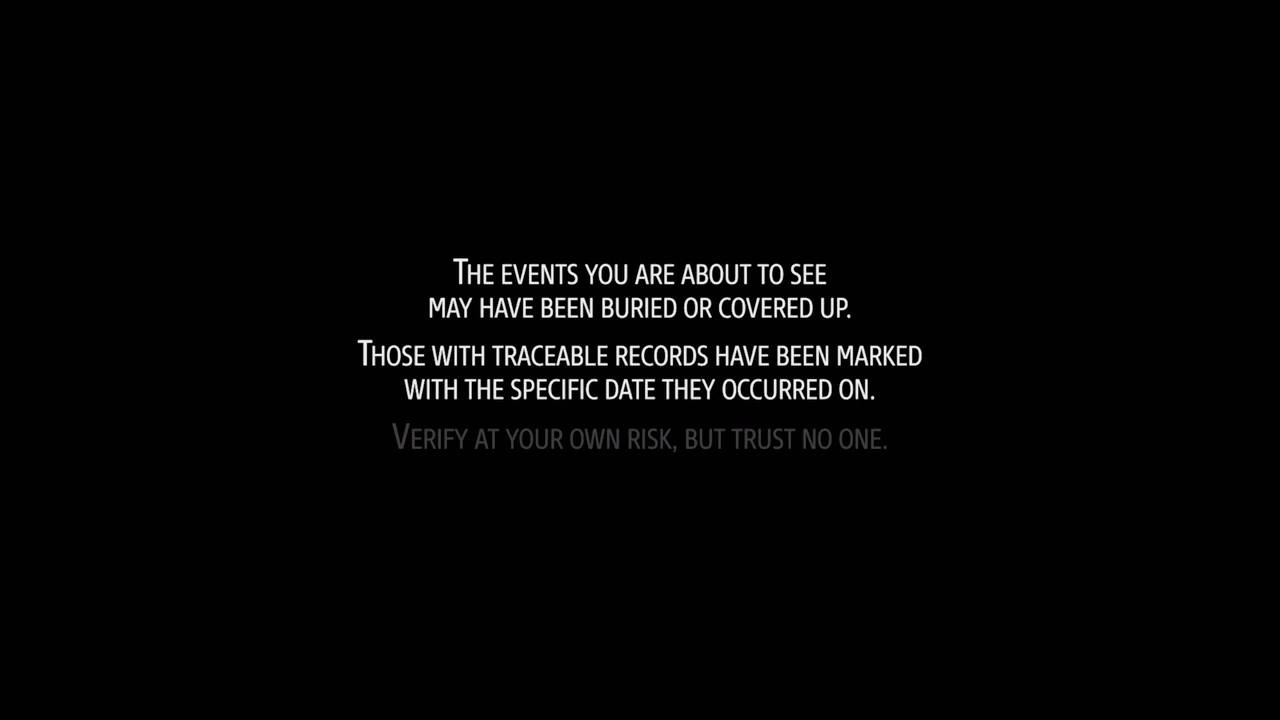 The events you are about to see
may have been buried or covered up.
Those with traceable records have been marked
with the specific date they occurred on.
Verify at your own risk, but trust no one.